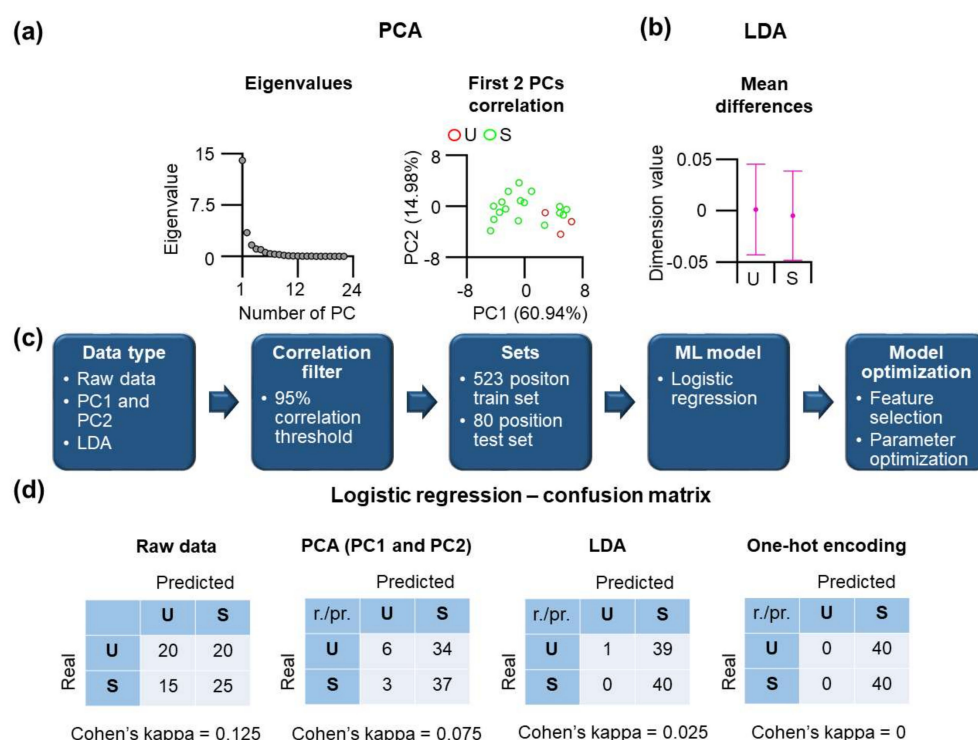 (a)
PCA
(b)
LDA
Eigenvalues
First 2 PCs
correlation
Mean
differences
U S
Eigenvalue
15
7.5
0
1 12 24
Number of PC
PC2 (14.98%)
8
0
-8
-8 0 8
PC1 (60.94%)
Dimension value
0.05
0
-0.05
U S
(c)
Data type
• Raw data
• PC1 and
PC2
• LDA
Correlation
filter
• 95%
correlation
threshold
Sets
• 523 positon
train set
• 80 position
test set
ML model
• Logistic
regression
Model
optimization
• Feature
selection
• Parameter
optimization
(d)
Logistic regression – confusion matrix
Raw data
Predicted
Real
U S
U 20 20
S 15 25
Cohen's kappa = 0.125
PCA (PC1 and PC2)
Predicted
Real
r./pr. U S
U 6 34
S 3 37
Cohen's kappa = 0.075
LDA
Predicted
Real
r./pr. U S
U 1 39
S 0 40
Cohen's kappa = 0.025
One-hot encoding
Predicted
Real
r./pr. U S
U 0 40
S 0 40
Cohen's kappa = 0